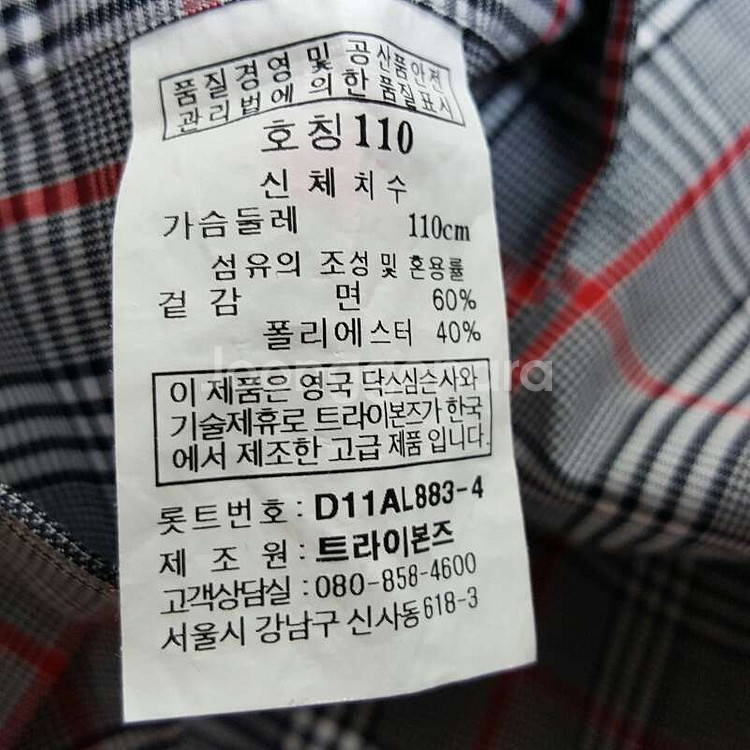 품질경영 및 공산품안전
관리법에 의한 품질표시
호칭110
신체치수
가슴둘레 110cm
섬유의 조성 및 혼용률
겉감 면 60%
폴리에스터 40%
이 제품은 영국 닥스심슨사와
기술제휴로 트라이본즈가 한국
에서 제조한 고급 제품 입니다.
롯트번호 : D11AL883-4
제조원 : 트라이본즈
고객상담실 : 080-858-4600
서울시 강남구 신사동 618-3